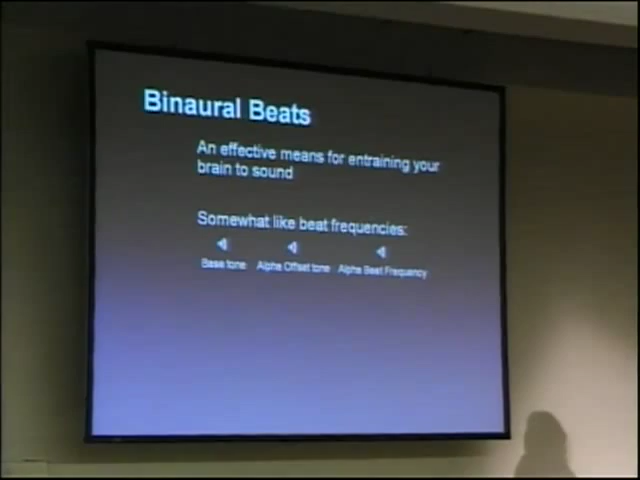 Binaural Beats
An effective means for entraining your
brain to sound
Somewhat like beat frequencies:
Base tone Alpha Offset tone Alpha Beat Frequency